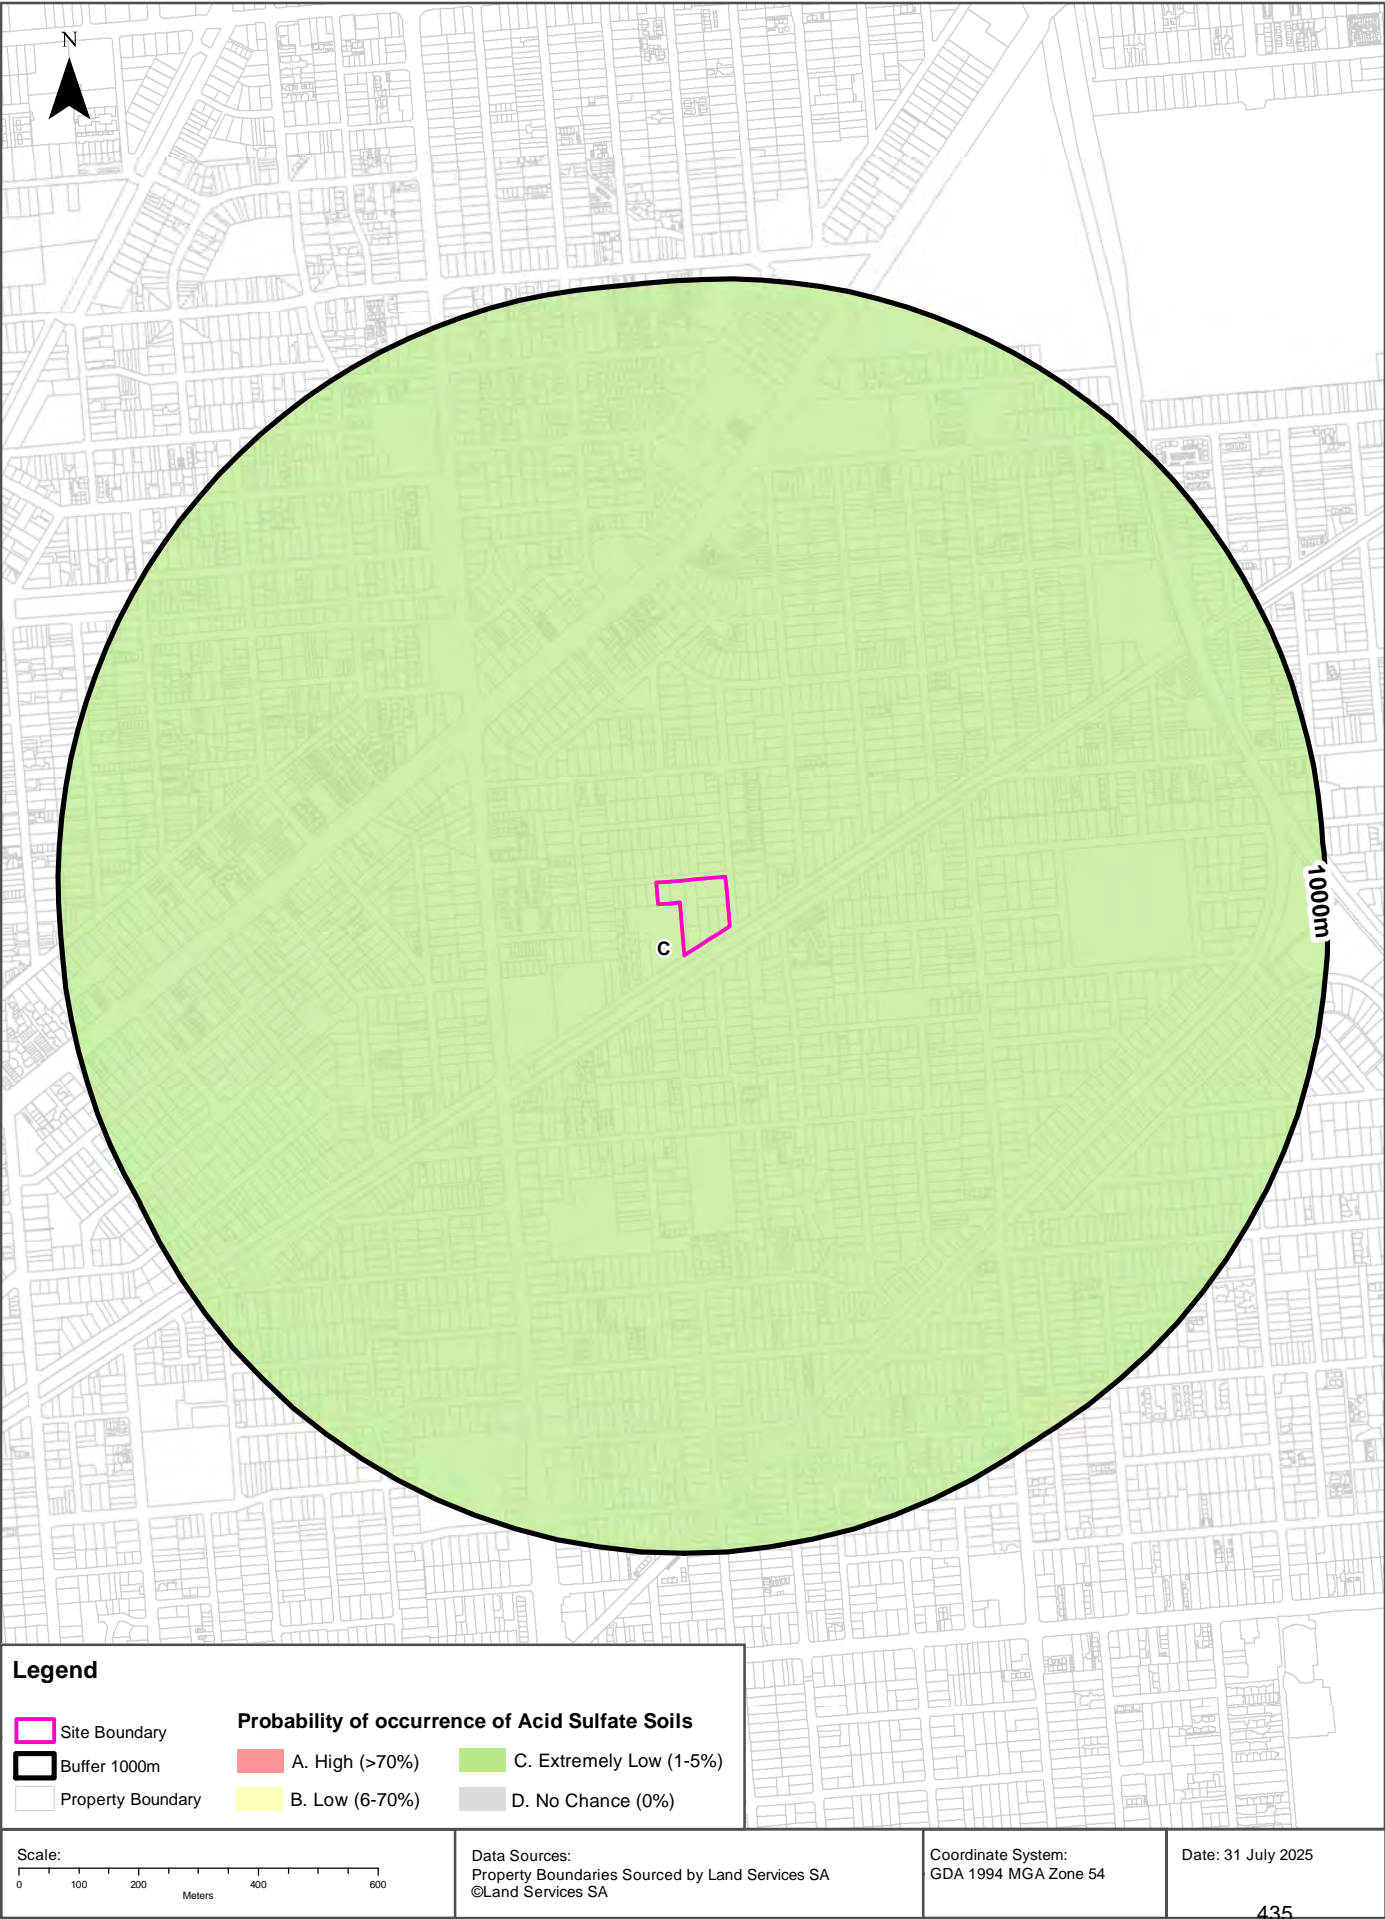 N
1000m
C
Legend
Site Boundary
Buffer 1000m
Property Boundary
Probability of occurrence of Acid Sulfate Soils
A. High (>70%)
B. Low (6-70%)
C. Extremely Low (1-5%)
D. No Chance (0%)
Scale:
0 100 200 400 600
Meters
Data Sources:
Property Boundaries Sourced by Land Services SA
©Land Services SA
Coordinate System:
GDA 1994 MGA Zone 54
Date: 31 July 2025
435